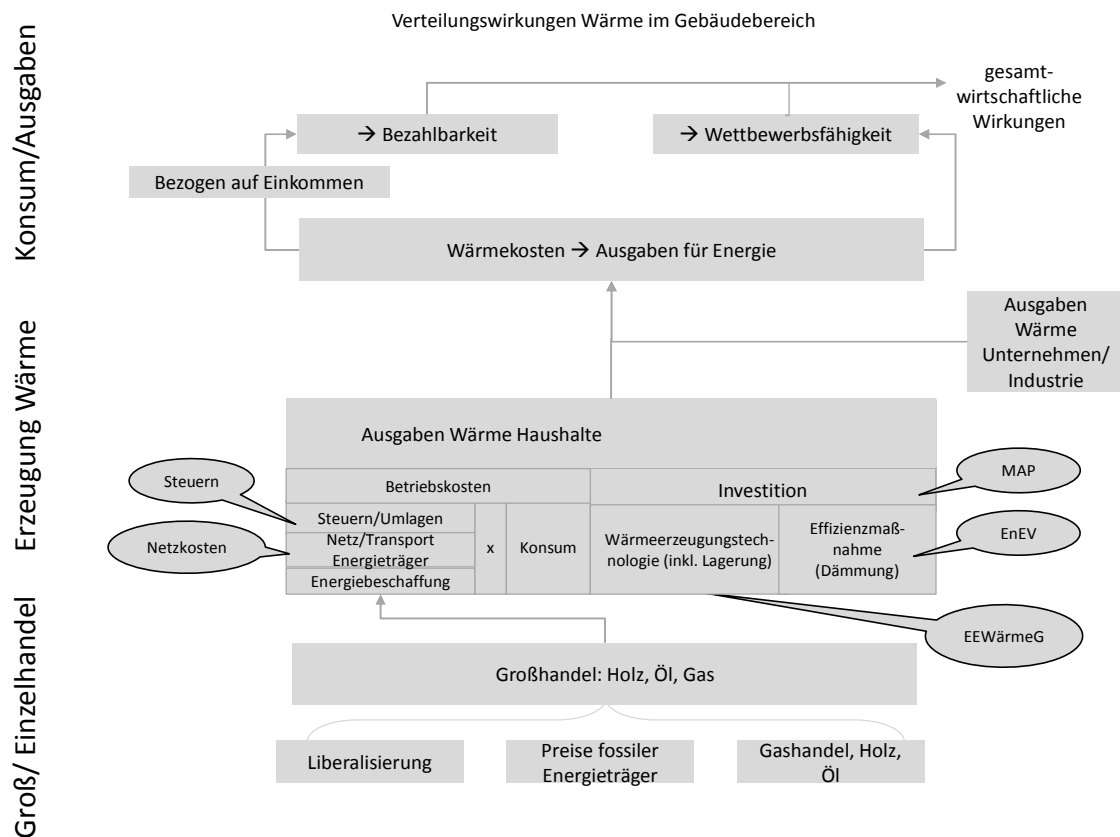 Verteilungswirkungen Wärme im Gebäudebereich
Konsum/Ausgaben
gesamt-
wirtschaftliche
Wirkungen
→ Bezahlbarkeit
→ Wettbewerbsfähigkeit
Bezogen auf Einkommen
Wärmekosten → Ausgaben für Energie
Erzeugung Wärme
Ausgaben
Wärme
Unternehmen/
Industrie
Ausgaben Wärme Haushalte
Steuern
Netzkosten
Betriebskosten
Steuern/Umlagen
Netz/Transport
Energieträger
Energiebeschaffung
x
Konsum
Investition
Wärmeerzeugungstech-
nologie (inkl. Lagerung)
Effizienzmaß-
nahme
(Dämmung)
MAP
EnEV
EEWärmeG
Groß/ Einzelhandel
Großhandel: Holz, Öl, Gas
Liberalisierung
Preise fossiler
Energieträger
Gashandel, Holz,
Öl